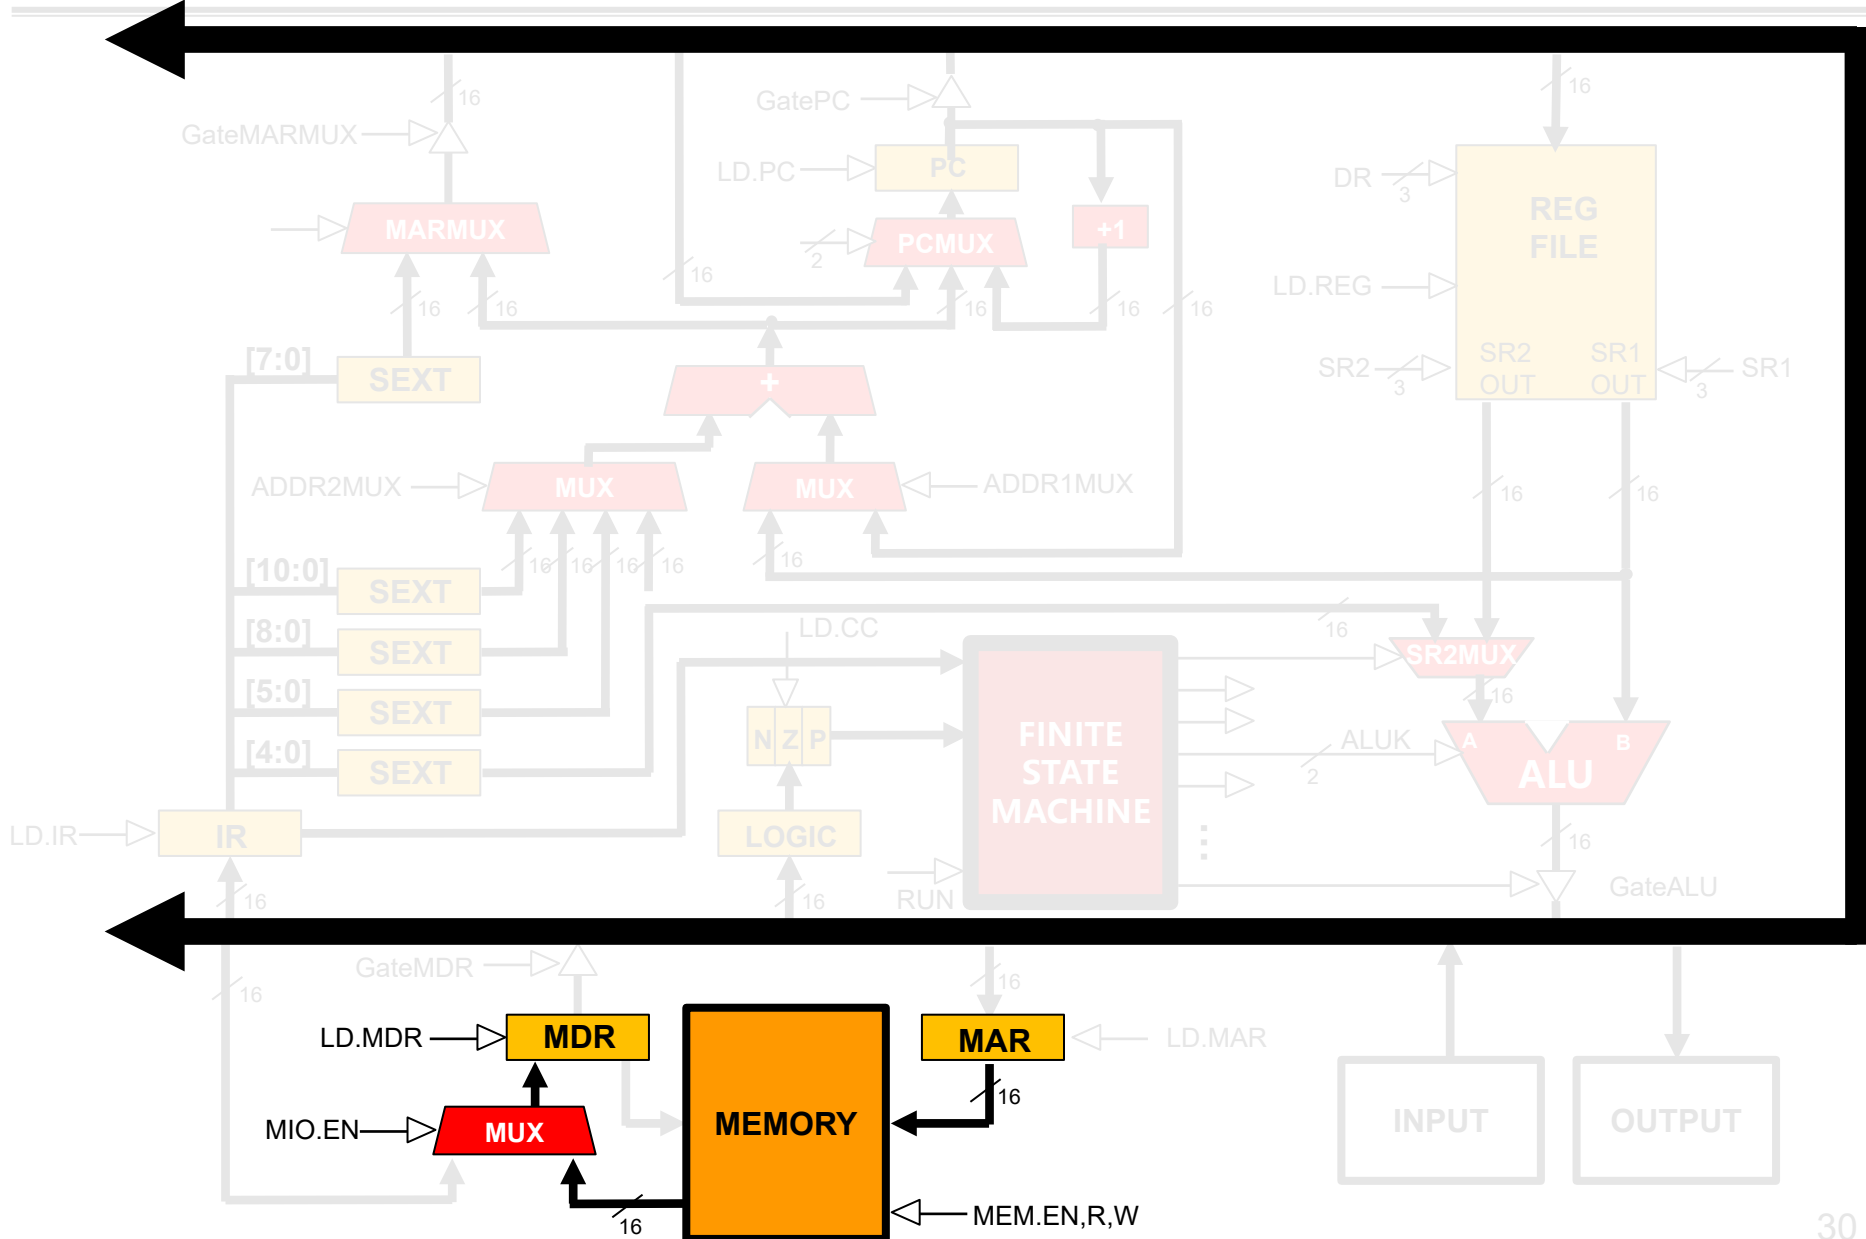 16
16
GatePC
GateMARMUX
LD.PC
PC
DR
3
REG
FILE
MARMUX
PCMUX
2
+1
16
LD.REG
16
16
16
16
16
[7:0]
SEXT
+
SR2
3
SR2
OUT
SR1
OUT
3
SR1
ADDR2MUX
MUX
MUX
ADDR1MUX
16
16
16
16
16
16
16
[10:0]
SEXT
[8:0]
SEXT
LD.CC
16
SR2MUX
[5:0]
SEXT
16
N Z P
FINITE
STATE
MACHINE
ALUK
2
A
B
ALU
[4:0]
SEXT
LD.IR
IR
LOGIC
⋮
16
16
16
RUN
GateALU
GateMDR
16
16
LD.MDR
MDR
MAR
LD.MAR
16
MIO.EN
MUX
MEMORY
INPUT
OUTPUT
16
MEM.EN,R,W
30